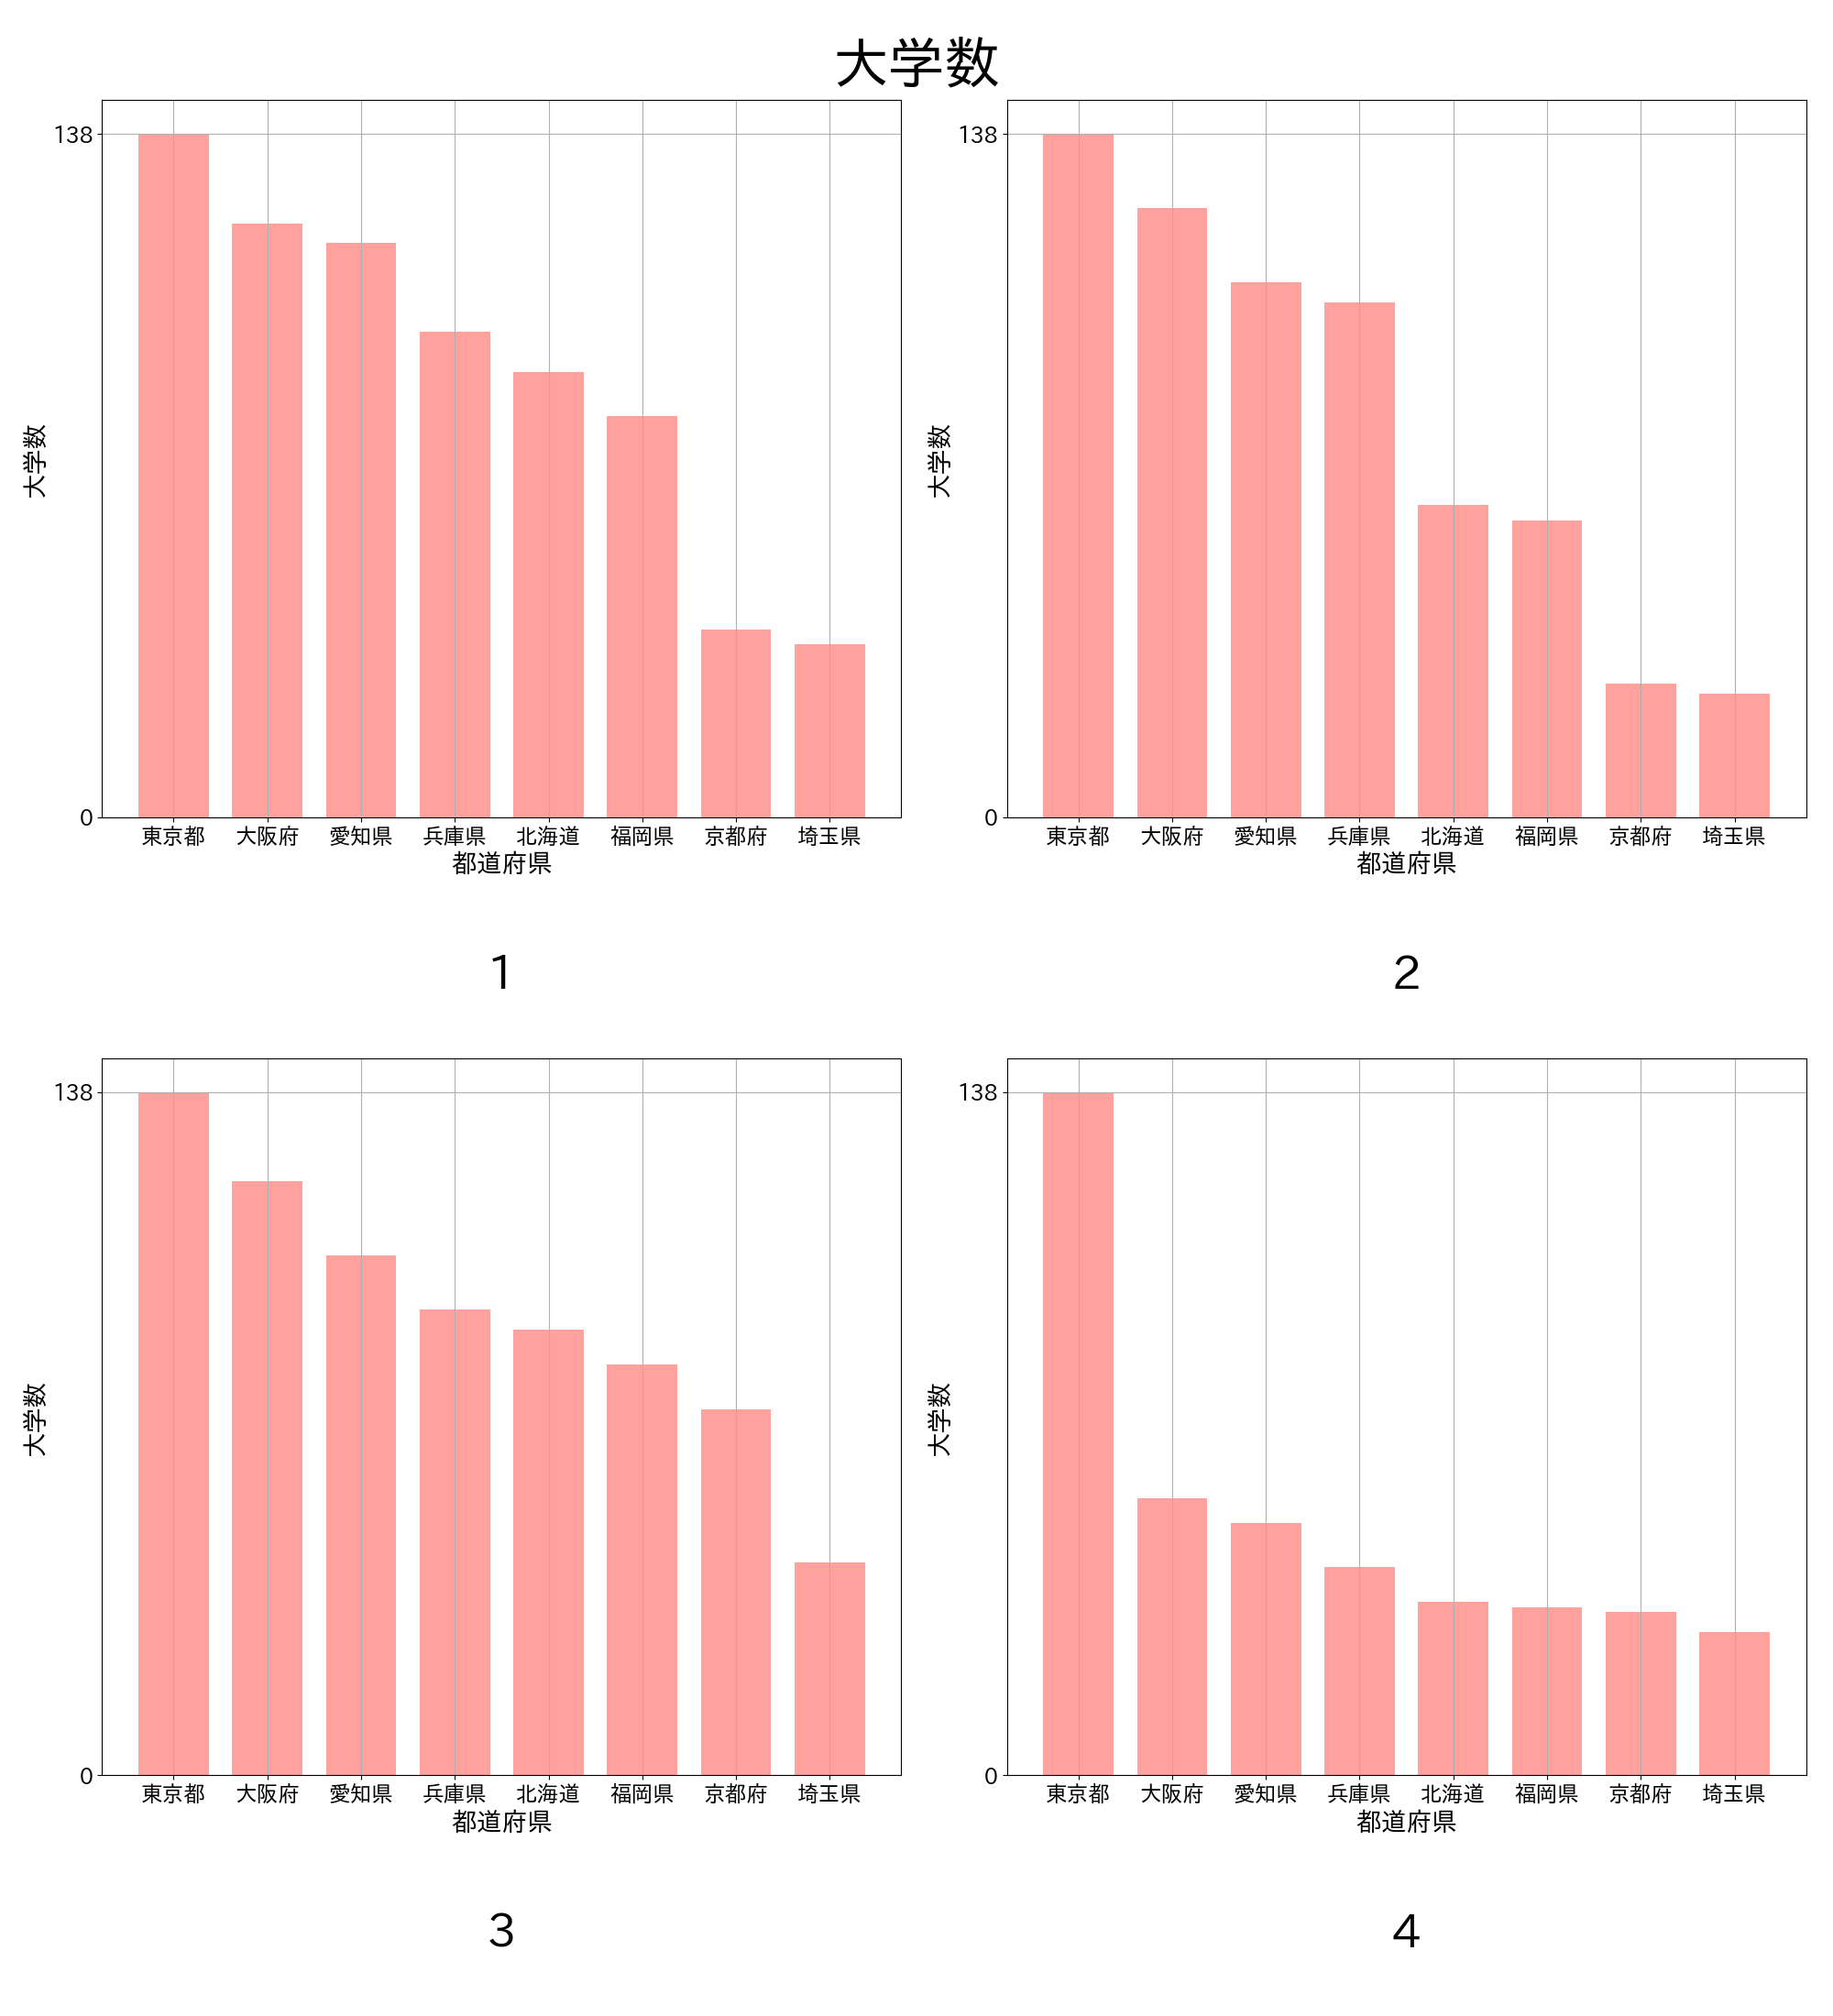 大学数
138
0
大学数
東京都 大阪府 愛知県 兵庫県 北海道 福岡県 京都府 埼玉県
都道府県
1
138
0
大学数
東京都 大阪府 愛知県 兵庫県 北海道 福岡県 京都府 埼玉県
都道府県
2
138
0
大学数
東京都 大阪府 愛知県 兵庫県 北海道 福岡県 京都府 埼玉県
都道府県
3
138
0
大学数
東京都 大阪府 愛知県 兵庫県 北海道 福岡県 京都府 埼玉県
都道府県
4